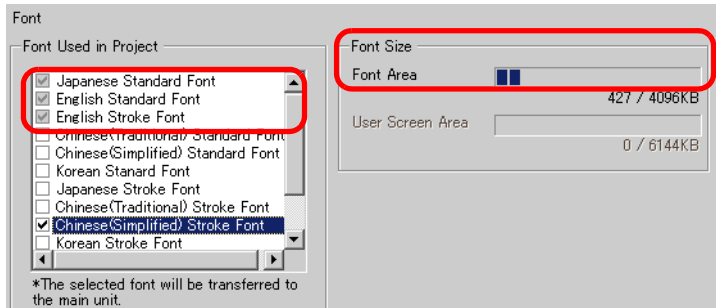 Font
Font Used in Project
Japanese Standard Font
English Standard Font
English Stroke Font
Chinese(Traditional) Standard Font
Chinese(Simplified) Standard Font
Korean Stanard Font
Japanese Stroke Font
Chinese(Traditional) Stroke Font
Chinese(Simplified) Stroke Font
Korean Stroke Font
*The selected font will be transferred to
the main unit.
Font Size
Font Area
427 / 4096KB
User Screen Area
0 / 6144KB